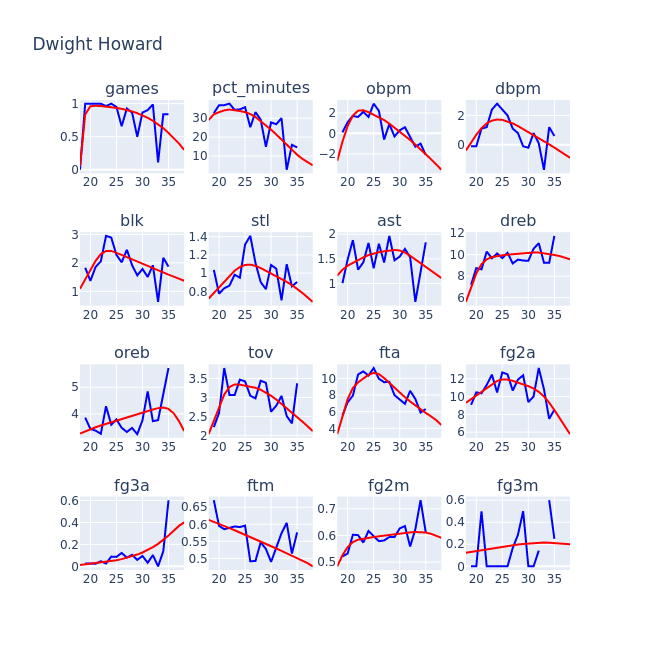 Dwight Howard
games pct_minutes obpm dbpm
1 0.5 0
30 20 10
2 0 −2
2 0
20 25 30 35 20 25 30 35 20 25 30 35 20 25 30 35
blk stl ast dreb
3 2 1
1.4 1.2 1 0.8
2 1.5 1
12 10 8 6
20 25 30 35 20 25 30 35 20 25 30 35 20 25 30 35
oreb tov fta fg2a
5 4
3.5 3 2.5 2
10 8 6 4
12 10 8 6
20 25 30 35 20 25 30 35 20 25 30 35 20 25 30 35
fg3a ftm fg2m fg3m
0.6 0.4 0.2 0
0.65 0.6 0.55 0.5
0.7 0.6 0.5
0.6 0.4 0.2 0
20 25 30 35 20 25 30 35 20 25 30 35 20 25 30 35